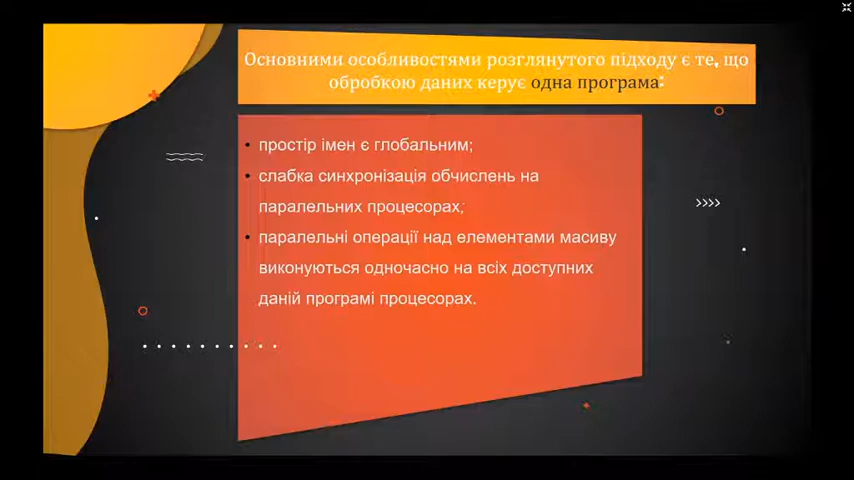 Основними особливостями розглянутого підходу є те, що
обробкою даних керує одна програма:
• простір імен є глобальним;
• слабка синхронізація обчислень на
паралельних процесорах;
• паралельні операції над елементами масиву
виконуються одночасно на всіх доступних
даній програмі процесорах.